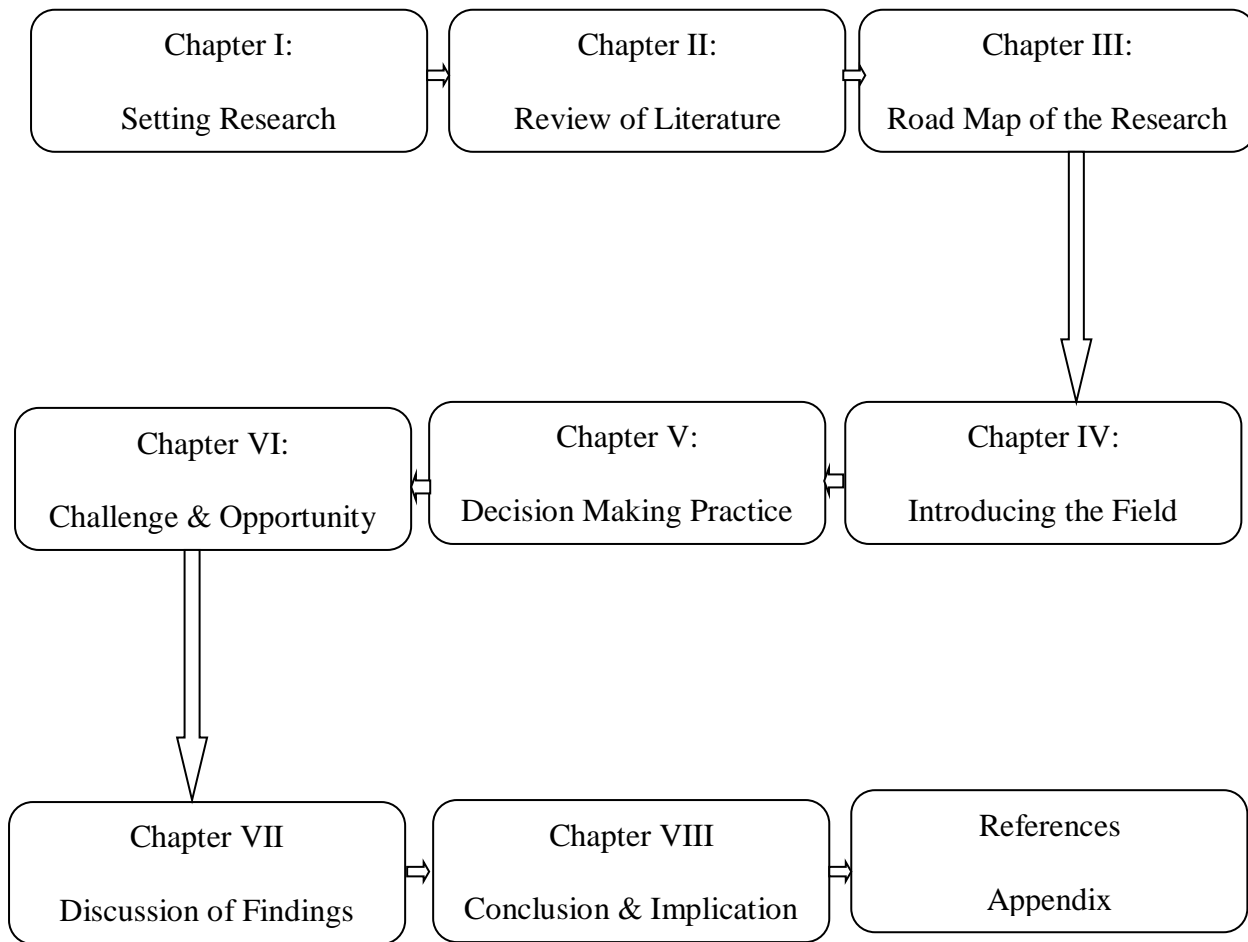 Chapter I:
Setting Research
Chapter II:
Review of Literature
Chapter III:
Road Map of the Research
Chapter IV:
Introducing the Field
Chapter V:
Decision Making Practice
Chapter VI:
Challenge & Opportunity
Chapter VII
Discussion of Findings
Chapter VIII
Conclusion & Implication
References
Appendix